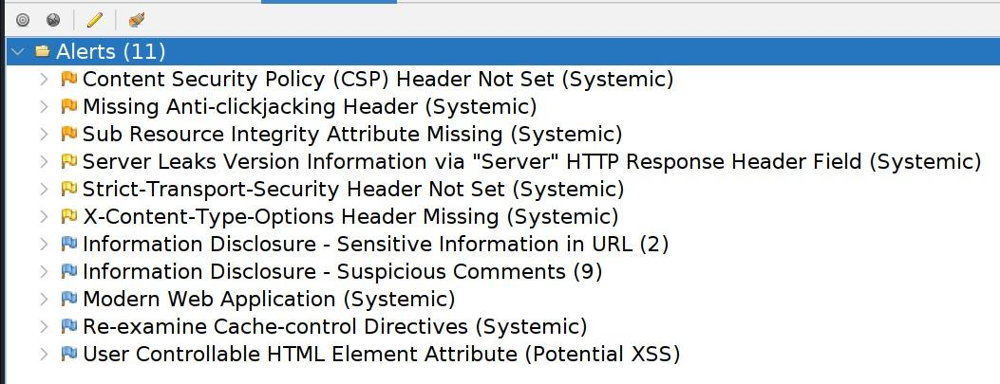 Alerts (11)
Content Security Policy (CSP) Header Not Set (Systemic)
Missing Anti-clickjacking Header (Systemic)
Sub Resource Integrity Attribute Missing (Systemic)
Server Leaks Version Information via "Server" HTTP Response Header Field (Systemic)
Strict-Transport-Security Header Not Set (Systemic)
X-Content-Type-Options Header Missing (Systemic)
Information Disclosure - Sensitive Information in URL (2)
Information Disclosure - Suspicious Comments (9)
Modern Web Application (Systemic)
Re-examine Cache-control Directives (Systemic)
User Controllable HTML Element Attribute (Potential XSS)